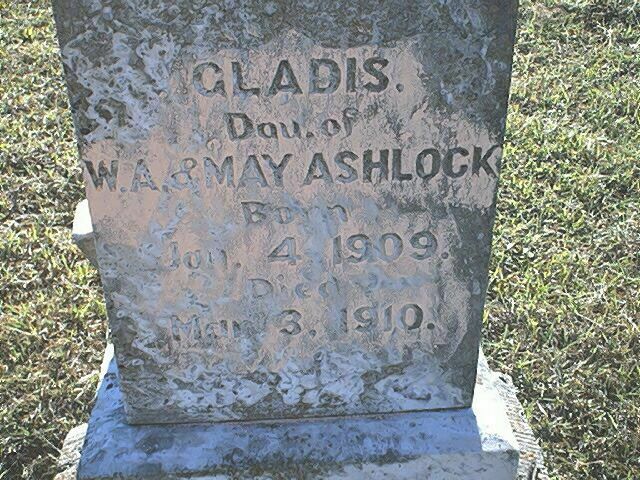 GLADIS.
Dau. of
W.A. & MAY ASHLOCK
Born
Jan. 4, 1909.
Died
Mar. 3, 1910.